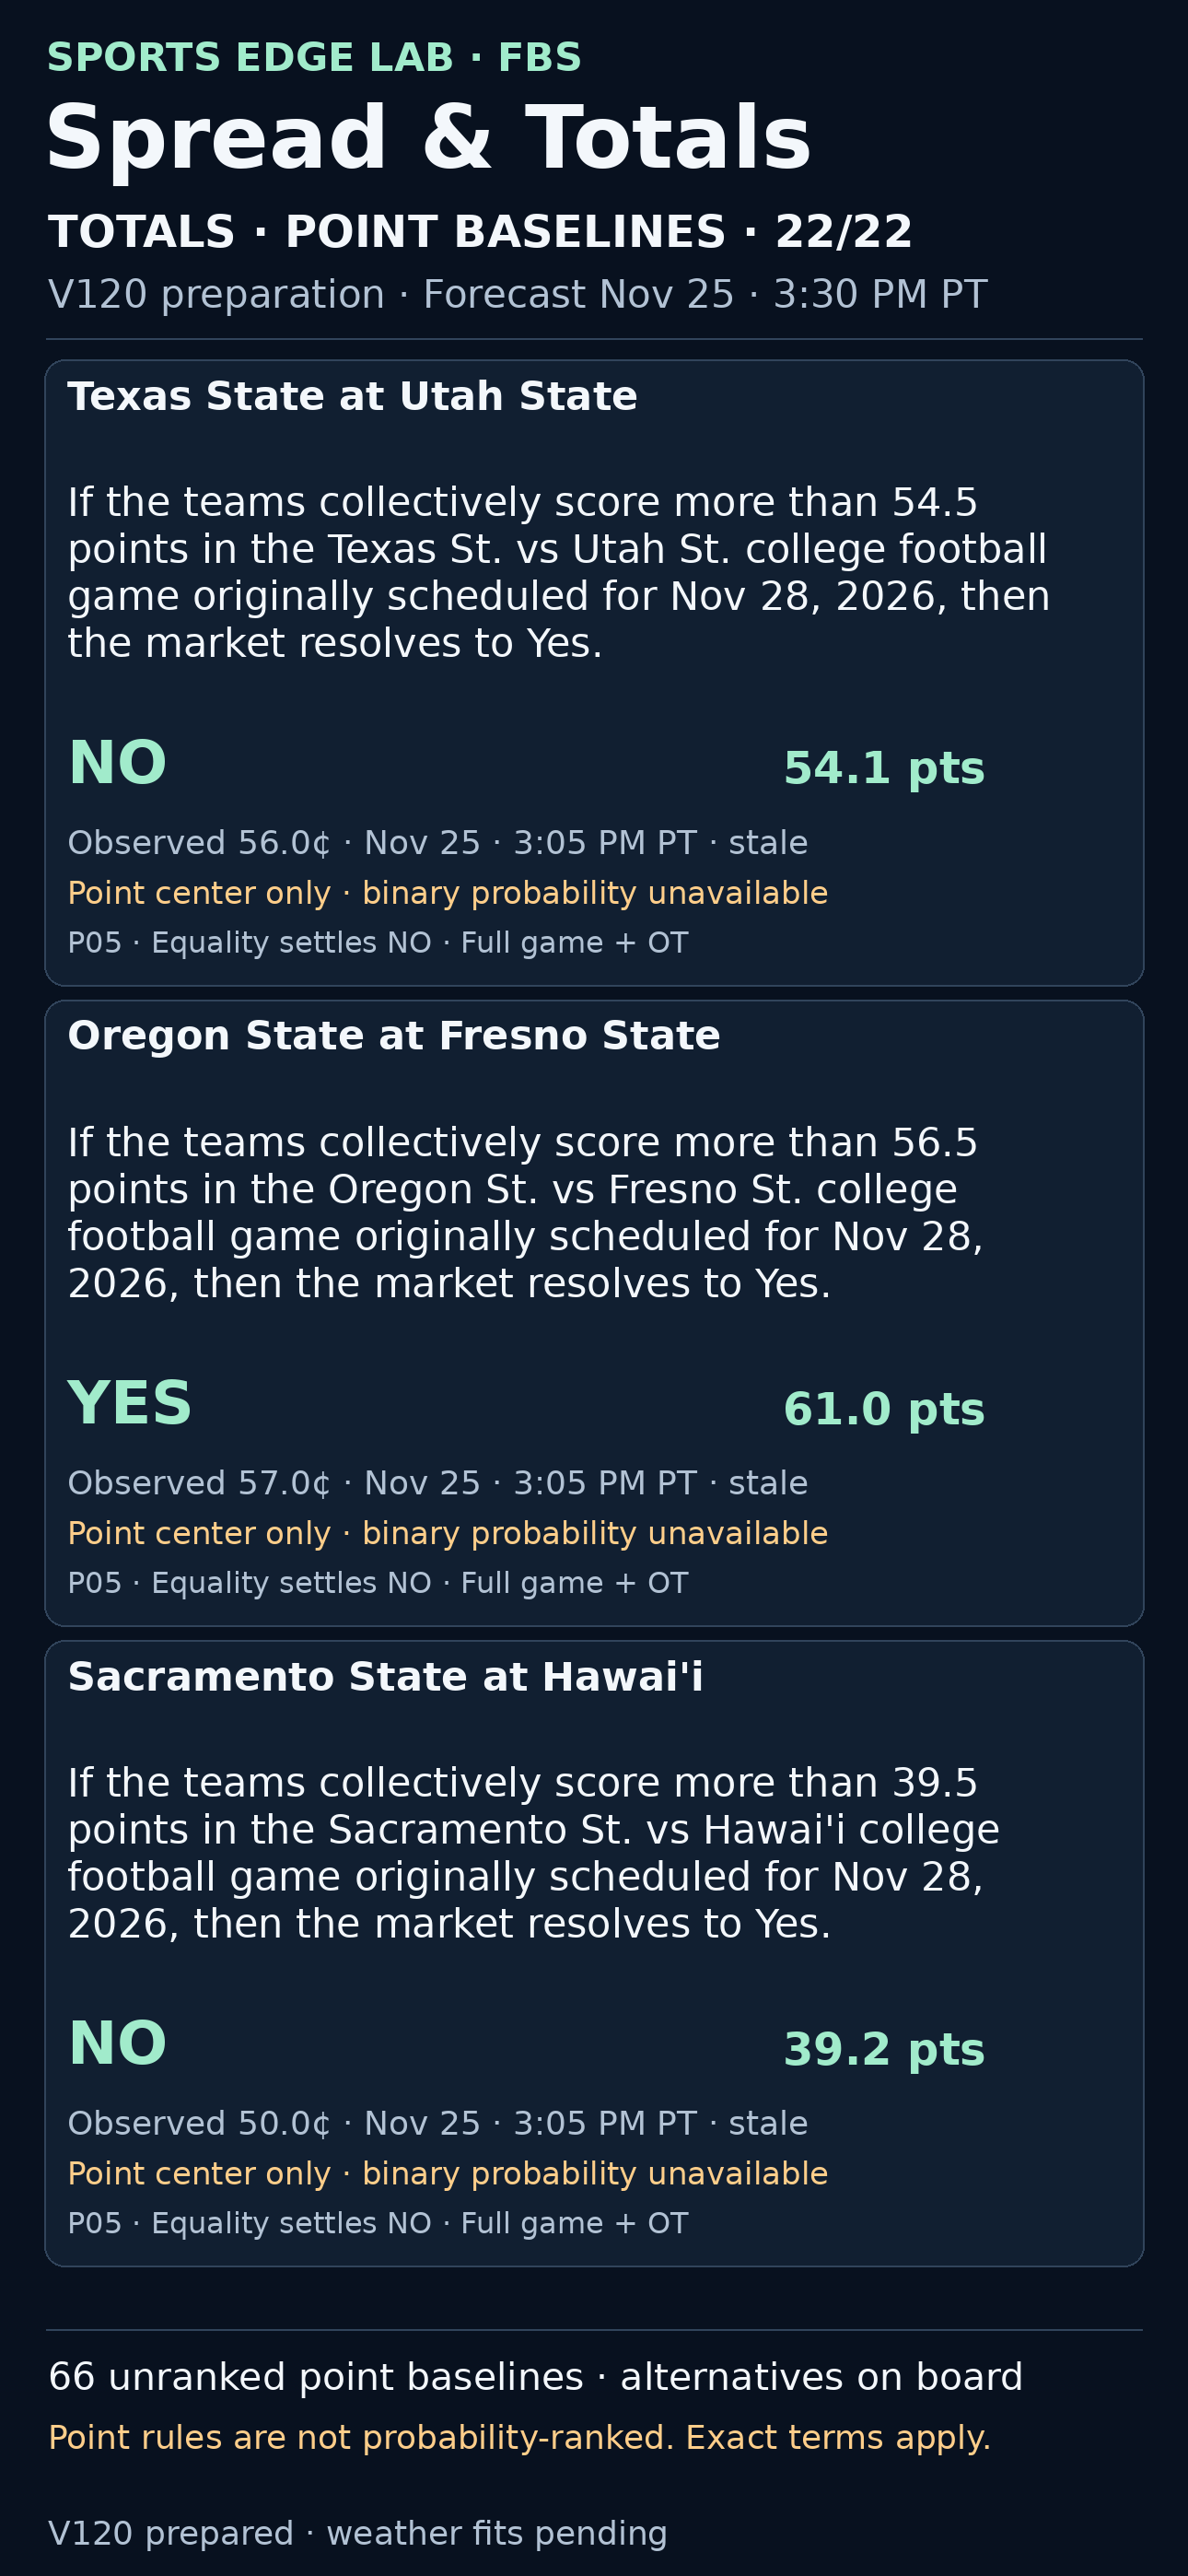 SPORTS EDGE LAB · FBS
Spread & Totals
TOTALS · POINT BASELINES · 22/22
V120 preparation · Forecast Nov 25 · 3:30 PM PT
Texas State at Utah State
If the teams collectively score more than 54.5
points in the Texas St. vs Utah St. college football
game originally scheduled for Nov 28, 2026, then
the market resolves to Yes.
NO 54.1 pts
Observed 56.0¢ · Nov 25 · 3:05 PM PT · stale
Point center only · binary probability unavailable
P05 · Equality settles NO · Full game + OT
Oregon State at Fresno State
If the teams collectively score more than 56.5
points in the Oregon St. vs Fresno St. college
football game originally scheduled for Nov 28,
2026, then the market resolves to Yes.
YES 61.0 pts
Observed 57.0¢ · Nov 25 · 3:05 PM PT · stale
Point center only · binary probability unavailable
P05 · Equality settles NO · Full game + OT
Sacramento State at Hawai'i
If the teams collectively score more than 39.5
points in the Sacramento St. vs Hawai'i college
football game originally scheduled for Nov 28,
2026, then the market resolves to Yes.
NO 39.2 pts
Observed 50.0¢ · Nov 25 · 3:05 PM PT · stale
Point center only · binary probability unavailable
P05 · Equality settles NO · Full game + OT
66 unranked point baselines · alternatives on board
Point rules are not probability-ranked. Exact terms apply.
V120 prepared · weather fits pending